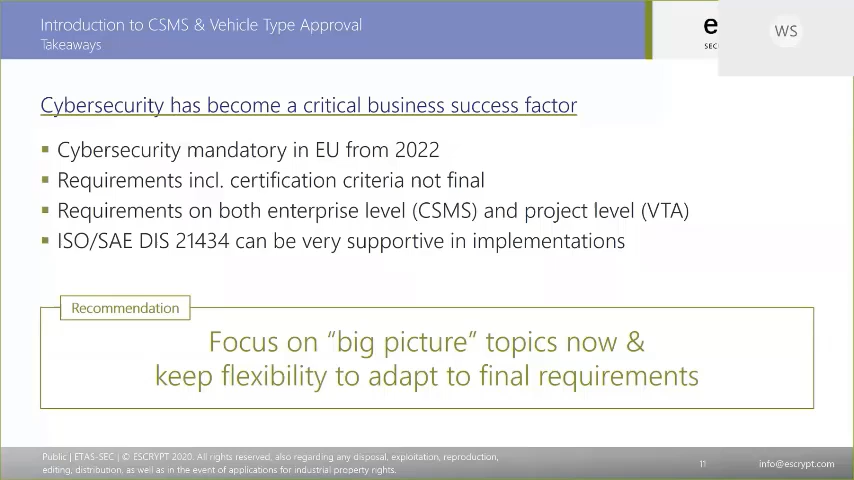 Introduction to CSMS & Vehicle Type Approval
Takeaways
e
SEC
WS
Cybersecurity has become a critical business success factor
Cybersecurity mandatory in EU from 2022
Requirements incl. certification criteria not final
Requirements on both enterprise level (CSMS) and project level (VTA)
ISO/SAE DIS 21434 can be very supportive in implementations
Recommendation
Focus on “big picture” topics now &
keep flexibility to adapt to final requirements
Public | ETAS-SEC | © ESCRYPT 2020. All rights reserved, also regarding any disposal, exploitation, reproduction,
editing, distribution, as well as in the event of applications for industrial property rights.
11
info@escrypt.com